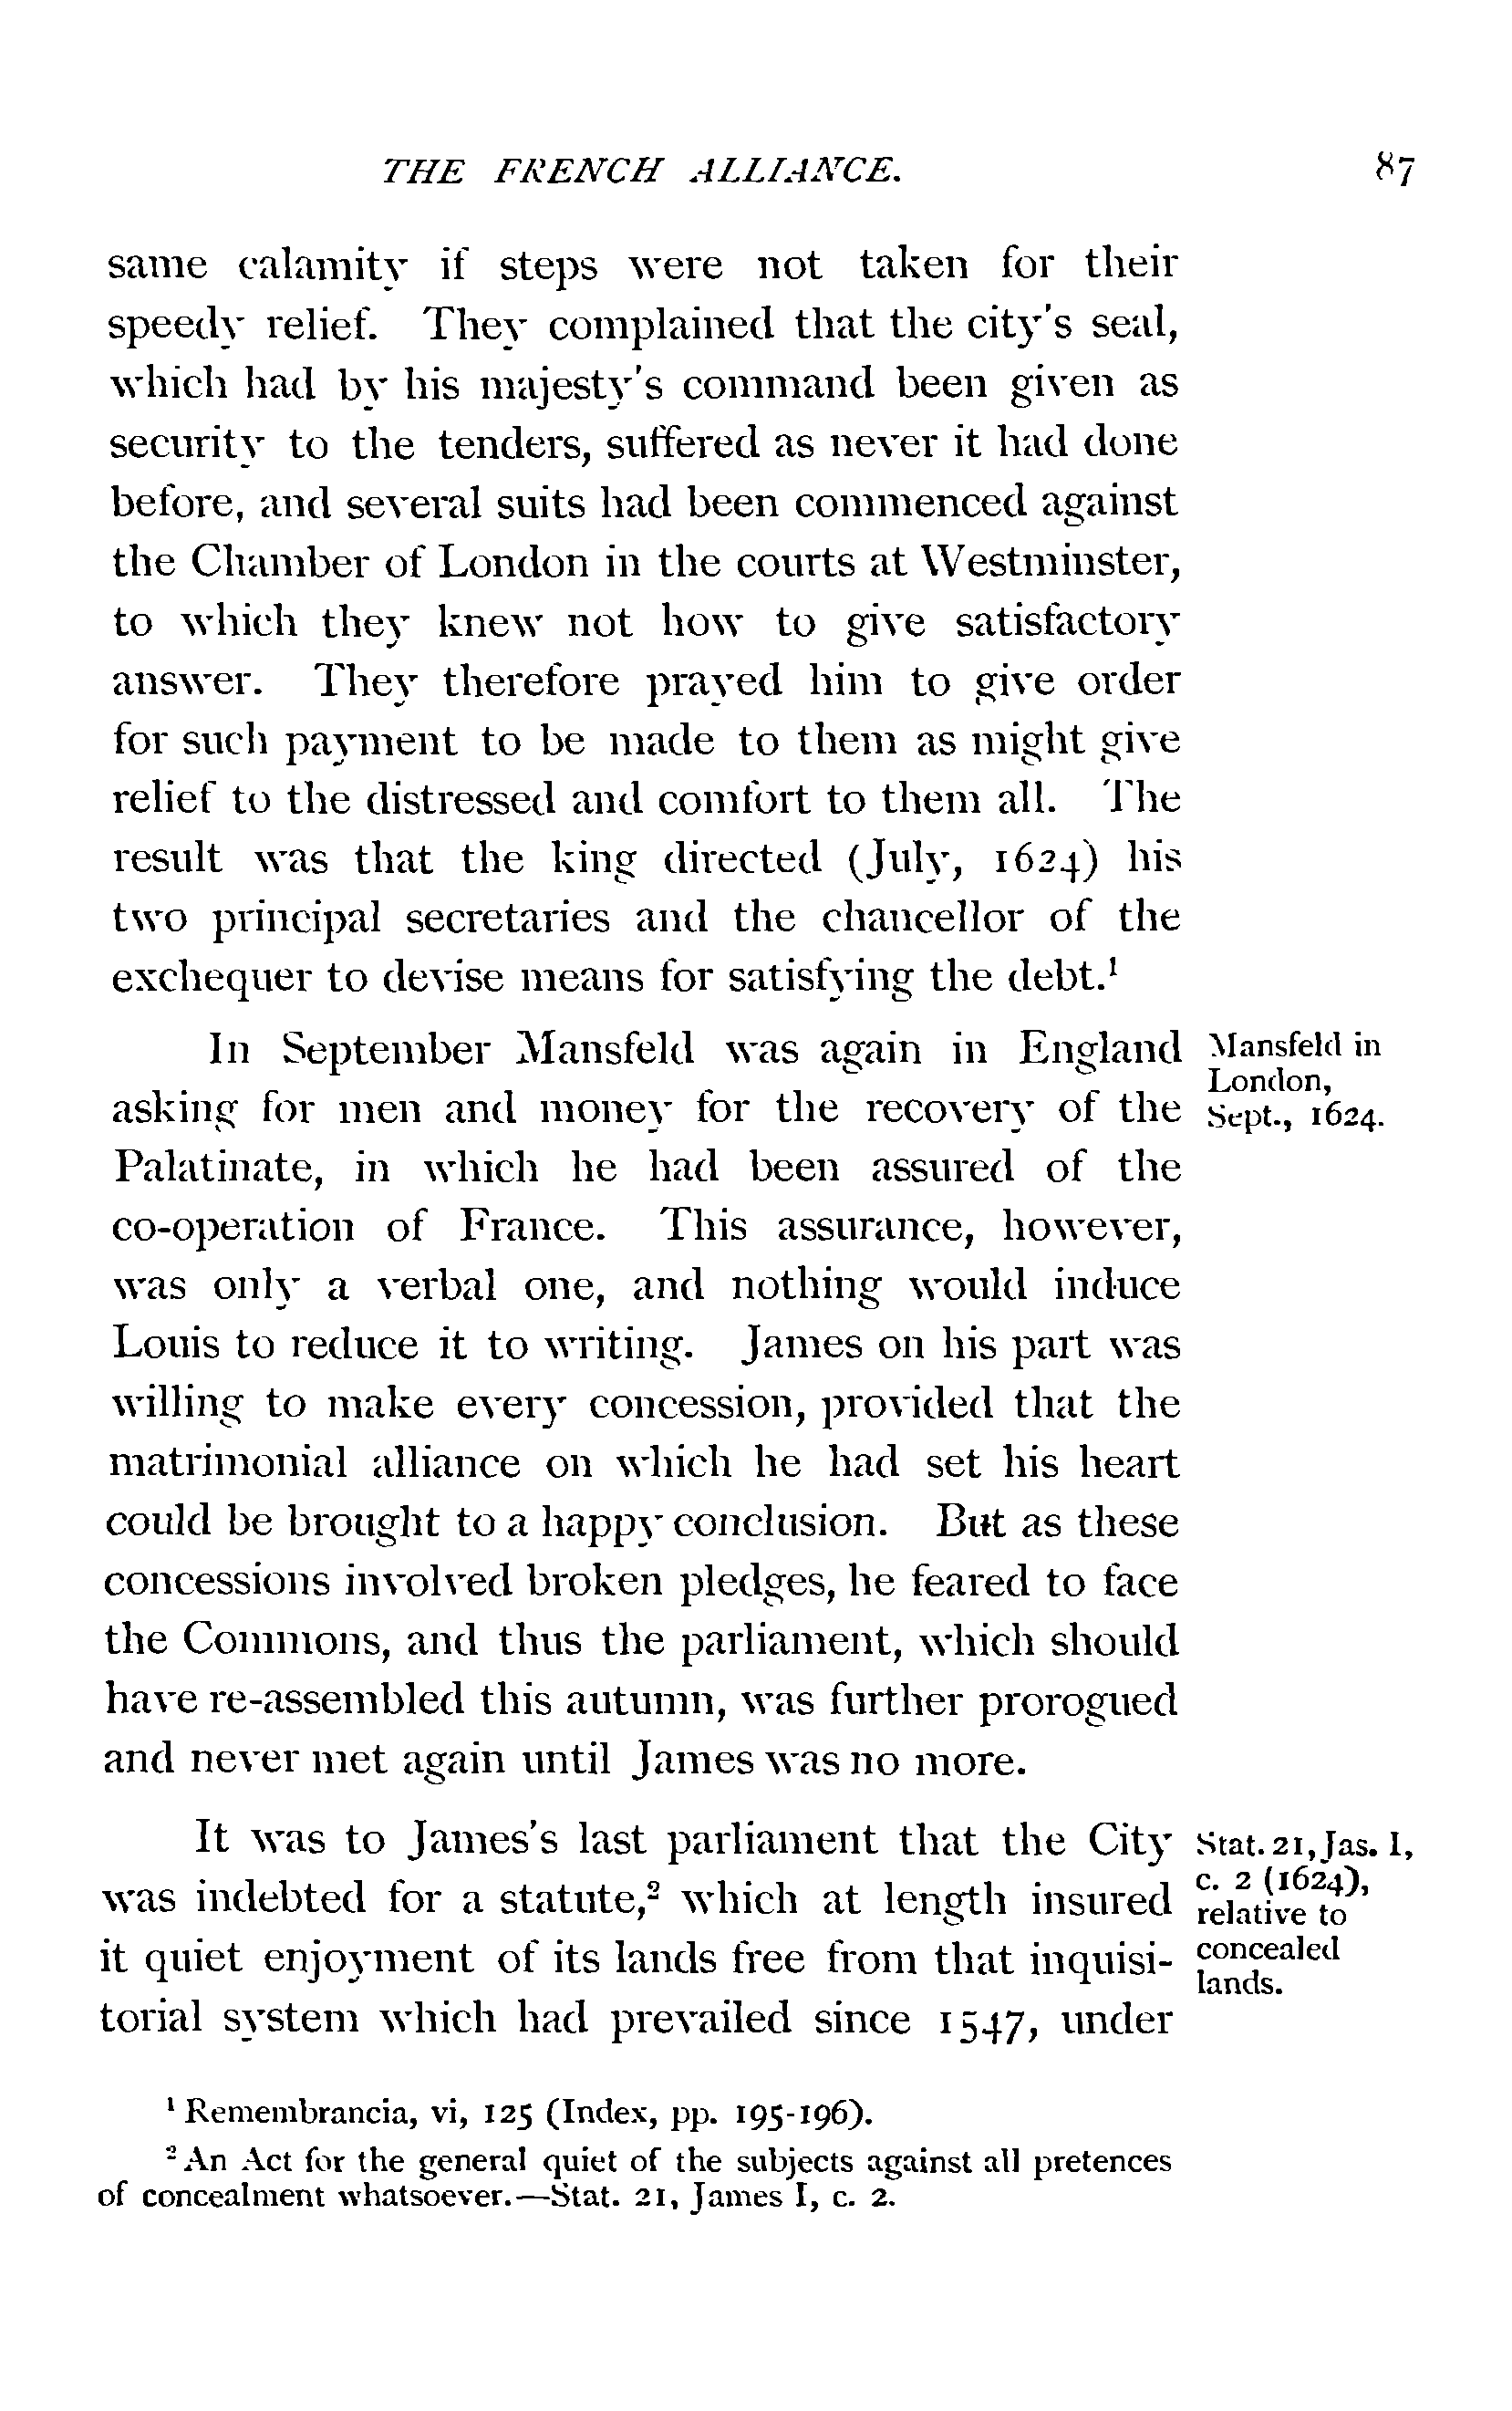 THE FRENCH ALLIANCE. 87
same calamity if steps were not taken for their
speedy relief. They complained that the city's seal,
which had by his majesty's command been given as
security to the tenders, suffered as never it had done
before, and several suits had been commenced against
the Chamber of London in the courts at Westminster,
to which they knew not how to give satisfactory
answer. They therefore prayed him to give order
for such payment to be made to them as might give
relief to the distressed and comfort to them all. The
result was that the king directed (July, 1624) his
two principal secretaries and the chancellor of the
exchequer to devise means for satisfying the debt.¹
In September Mansfeld was again in England
asking for men and money for the recovery of the
Palatinate, in which he had been assured of the
co-operation of France. This assurance, however,
was only a verbal one, and nothing would induce
Louis to reduce it to writing. James on his part was
willing to make every concession, provided that the
matrimonial alliance on which he had set his heart
could be brought to a happy conclusion. But as these
concessions involved broken pledges, he feared to face
the Commons, and thus the parliament, which should
have re-assembled this autumn, was further prorogued
and never met again until James was no more.
Mansfeld in
London,
Sept., 1624.
It was to James's last parliament that the City
was indebted for a statute,² which at length insured
it quiet enjoyment of its lands free from that inquisi-
torial system which had prevailed since 1547, under
Stat. 21, Jas. I,
c. 2 (1624),
relative to
concealed
lands.
¹ Remembrancia, vi, 125 (Index, pp. 195-196).
² An Act for the general quiet of the subjects against all pretences
of concealment whatsoever.—Stat. 21, James I, c. 2.